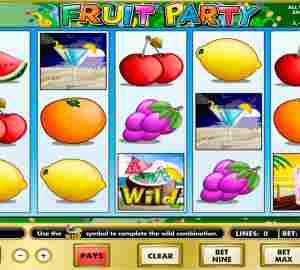 FRUIT PARTY
Wild
Use the symbol to complete the wild combination.
LINES: 0
BET:
PAYS
CLEAR
BET
NINE
BET
MAX